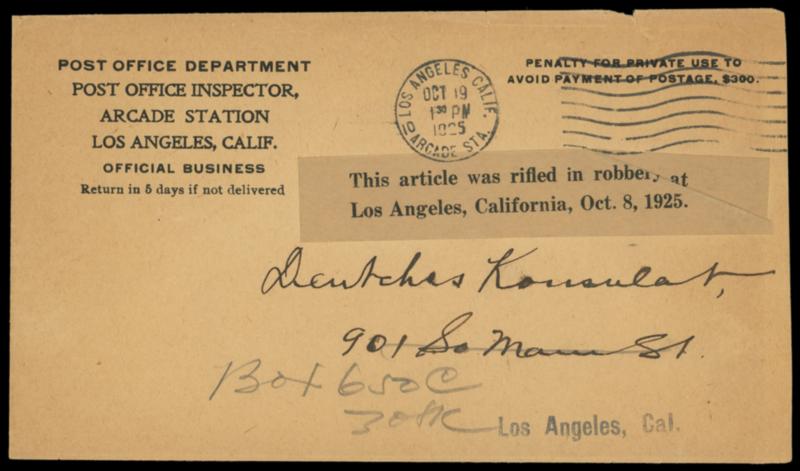 POST OFFICE DEPARTMENT
POST OFFICE INSPECTOR,
ARCADE STATION
LOS ANGELES, CALIF.
OFFICIAL BUSINESS
Return in 5 days if not delivered
LOS ANGELES, CALIF.
OCT 19
1 30 PM
1925
ARCADE STA.
PENALTY FOR PRIVATE USE TO
AVOID PAYMENT OF POSTAGE, $300.
This article was rifled in robbery at
Los Angeles, California, Oct. 8, 1925.
Deutches Konsulat,
901 So Main St.
Box 650C
Los Angeles, Cal.